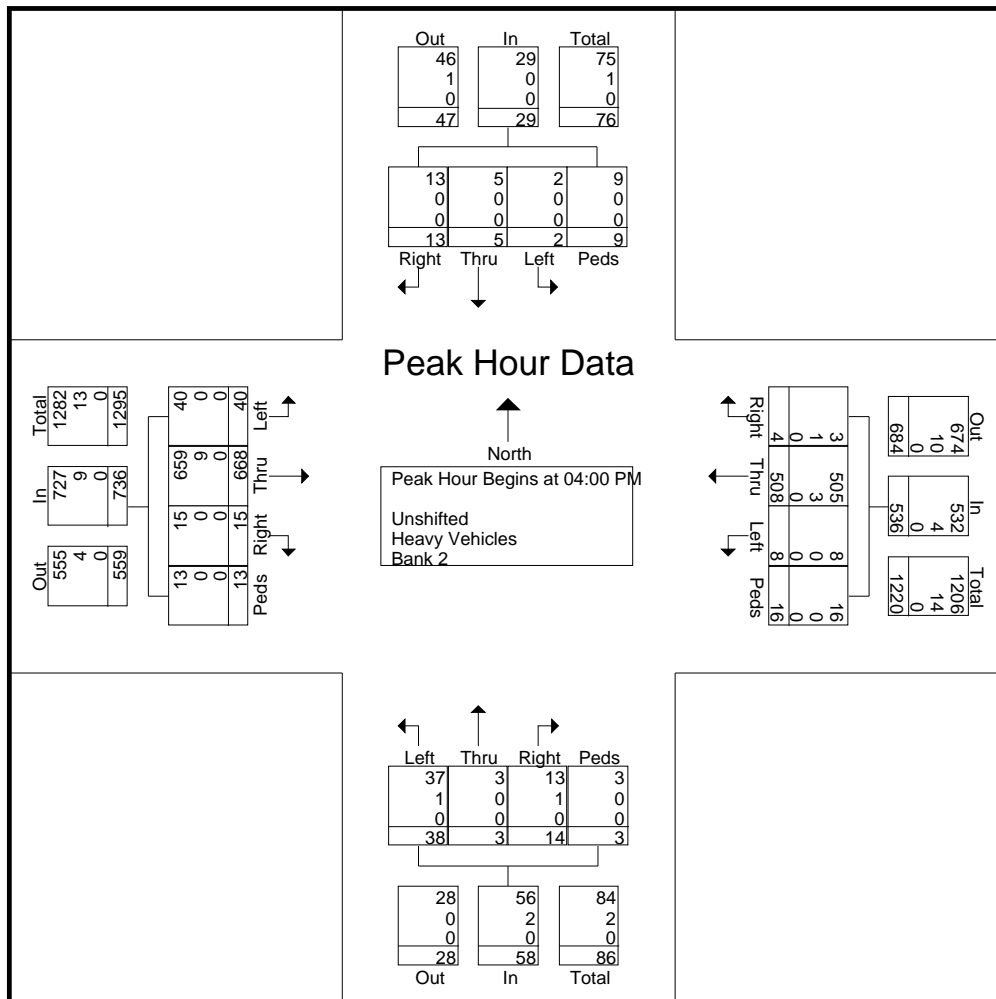 Out In Total
46 29 75
1 0 1
0 0 0
47 29 76
13 5 2 9
0 0 0 0
0 0 0 0
13 5 2 9
Right Thru Left Peds
Peak Hour Data
North
Peak Hour Begins at 04:00 PM
Unshifted
Heavy Vehicles
Bank 2
Total
1282
13
0
1295
In
727
9
0
736
Out
555
4
0
559
40
0
0
40
Left
659
9
0
668
Thru
15
0
0
15
Right
13
0
0
13
Peds
Right
4
0
1
3
Thru
508
0
3
505
Left
8
0
0
8
Peds
16
0
0
16
Out
674
10
0
684
In
532
4
0
536
Total
1206
14
0
1220
Left Thru Right Peds
37 3 13 3
1 0 1 0
0 0 0 0
38 3 14 3
28 56 84
0 2 2
0 0 0
28 58 86
Out In Total